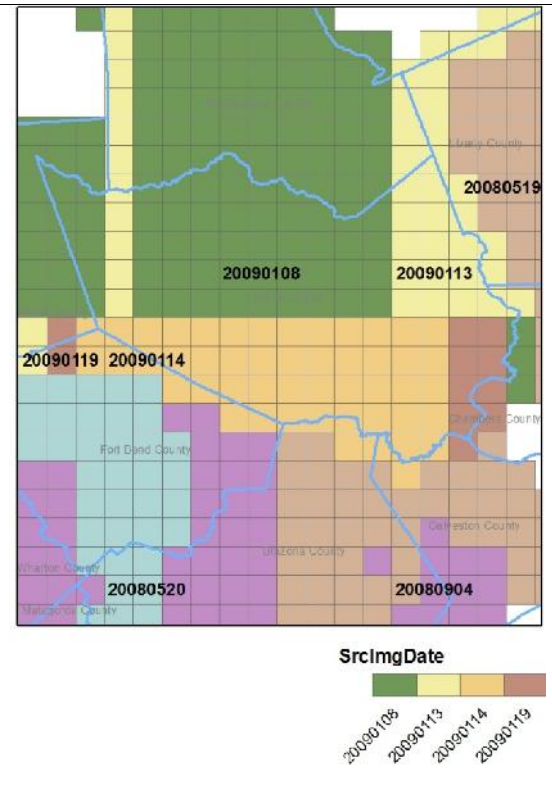 Liberty County
20080519
20090108
20090113
20090119
20090114
Chambers County
Fort Bend County
Galveston County
Brazoria County
Wharton County
20080520
20080904
Matagorda County
SrcImgDate
20090108
20090113
20090114
20090119